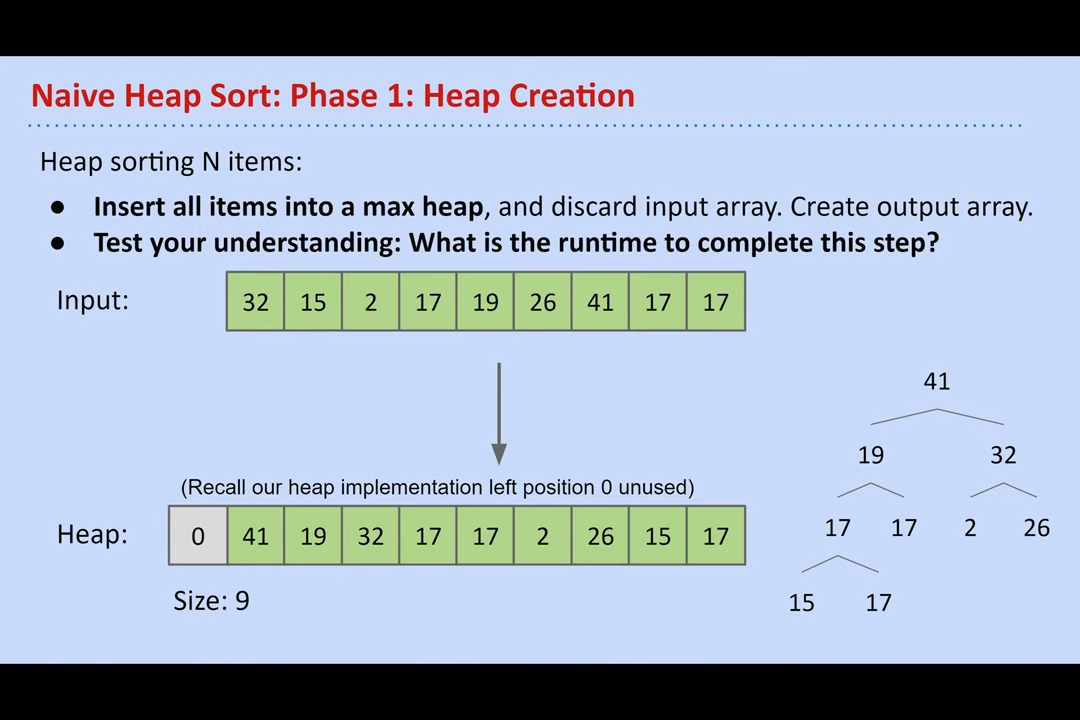 Naive Heap Sort: Phase 1: Heap Creation
Heap sorting N items:
● Insert all items into a max heap, and discard input array. Create output array.
● Test your understanding: What is the runtime to complete this step?
Input: 32 15 2 17 19 26 41 17 17
41
19 32
(Recall our heap implementation left position 0 unused)
17 17 2 26
Heap: 0 41 19 32 17 17 2 26 15 17
Size: 9
15 17